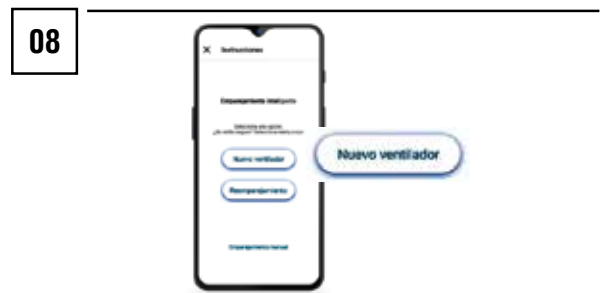 08
X Instrucciones
Emparejamiento inteligente
Nuevo ventilador
Nuevo ventilador
Reemparejamiento
Emparejamiento manual